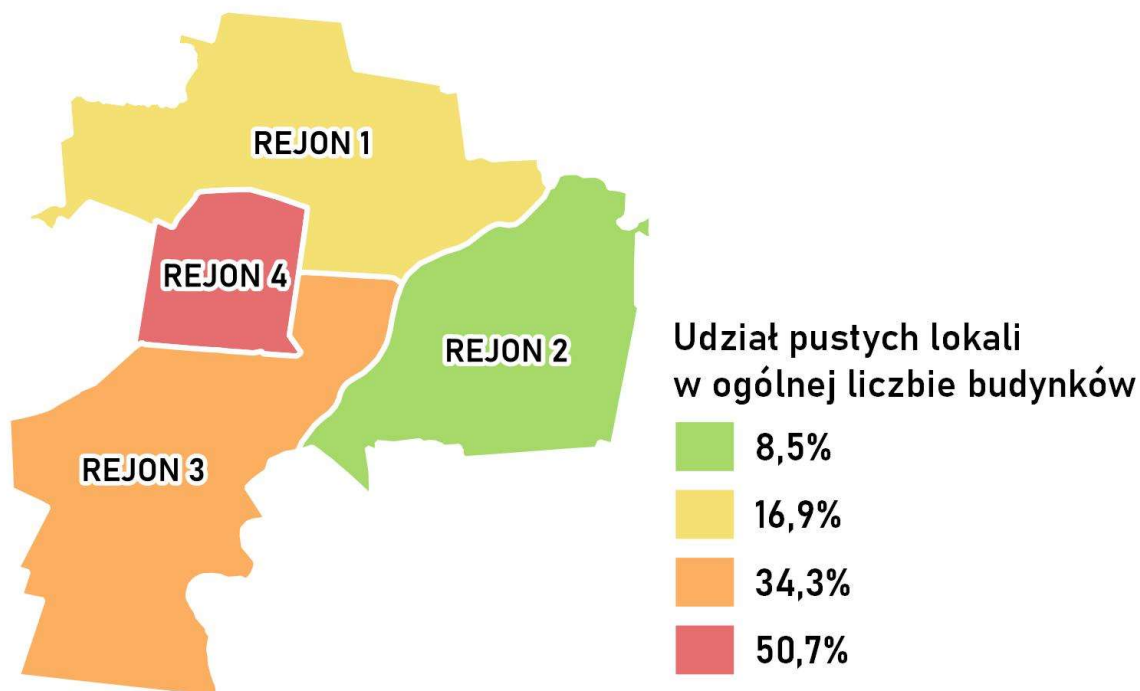 REJON 1
REJON 4
REJON 2
REJON 3
Udział pustych lokali
w ogólnej liczbie budynków
8,5%
16,9%
34,3%
50,7%